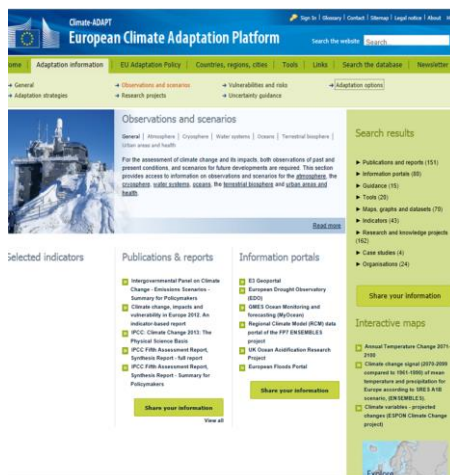 Climate-ADAPT
European Climate Adaptation Platform
Sign In | Glossary | Contact | Sitemap | Legal notice | About
Search the website Search...
ome | Adaptation information | EU Adaptation Policy | Countries, regions, cities | Tools | Links | Search the database | Newsletter
General
Observations and scenarios
Vulnerabilities and risks
Adaptation options
Adaptation strategies
Research projects
Uncertainty guidance
Observations and scenarios
General | Atmosphere | Cryosphere | Water systems | Oceans | Terrestrial biosphere |
Urban areas and health
For the assessment of climate change and its impacts, both observations of past and
present conditions, and scenarios for future developments are required. This section
provides access to information on observations and scenarios for the atmosphere, the
cryosphere, water systems, oceans, the terrestrial biosphere and urban areas and
health.
Read more
Selected indicators
Publications & reports
Intergovernmental Panel on Climate
Change - Emissions Scenarios -
Summary for Policymakers
Climate change, impacts and
vulnerability in Europe 2012. An
indicator-based report
IPCC: Climate Change 2013: The
Physical Science Basis
IPCC Fifth Assessment Report,
Synthesis Report - full report
IPCC Fifth Assessment Report,
Synthesis Report - Summary for
Policymakers
Share your information
View all
Information portals
E3 Geoportal
European Drought Observatory
(EDO)
GMES Ocean Monitoring and
forecasting (MyOcean)
Regional Climate Model (RCM) data
portal of the FP7 ENSEMBLES
project
UK Ocean Acidification Research
Project
European Floods Portal
Share your information
Search results
Publications and reports (151)
Information portals (88)
Guidance (15)
Tools (20)
Maps, graphs and datasets (70)
Indicators (43)
Research and knowledge projects
(162)
Case studies (4)
Organisations (24)
Share your information
Interactive maps
Annual Temperature Change 2071-
2100
Climate change signal (2070-2099
compared to 1961-1990) of mean
temperature and precipitation for
Europe according to SRES A1B
scenario, (ENSEMBLES).
Climate variables - projected
changes (ESPON Climate Change
project)
Explore